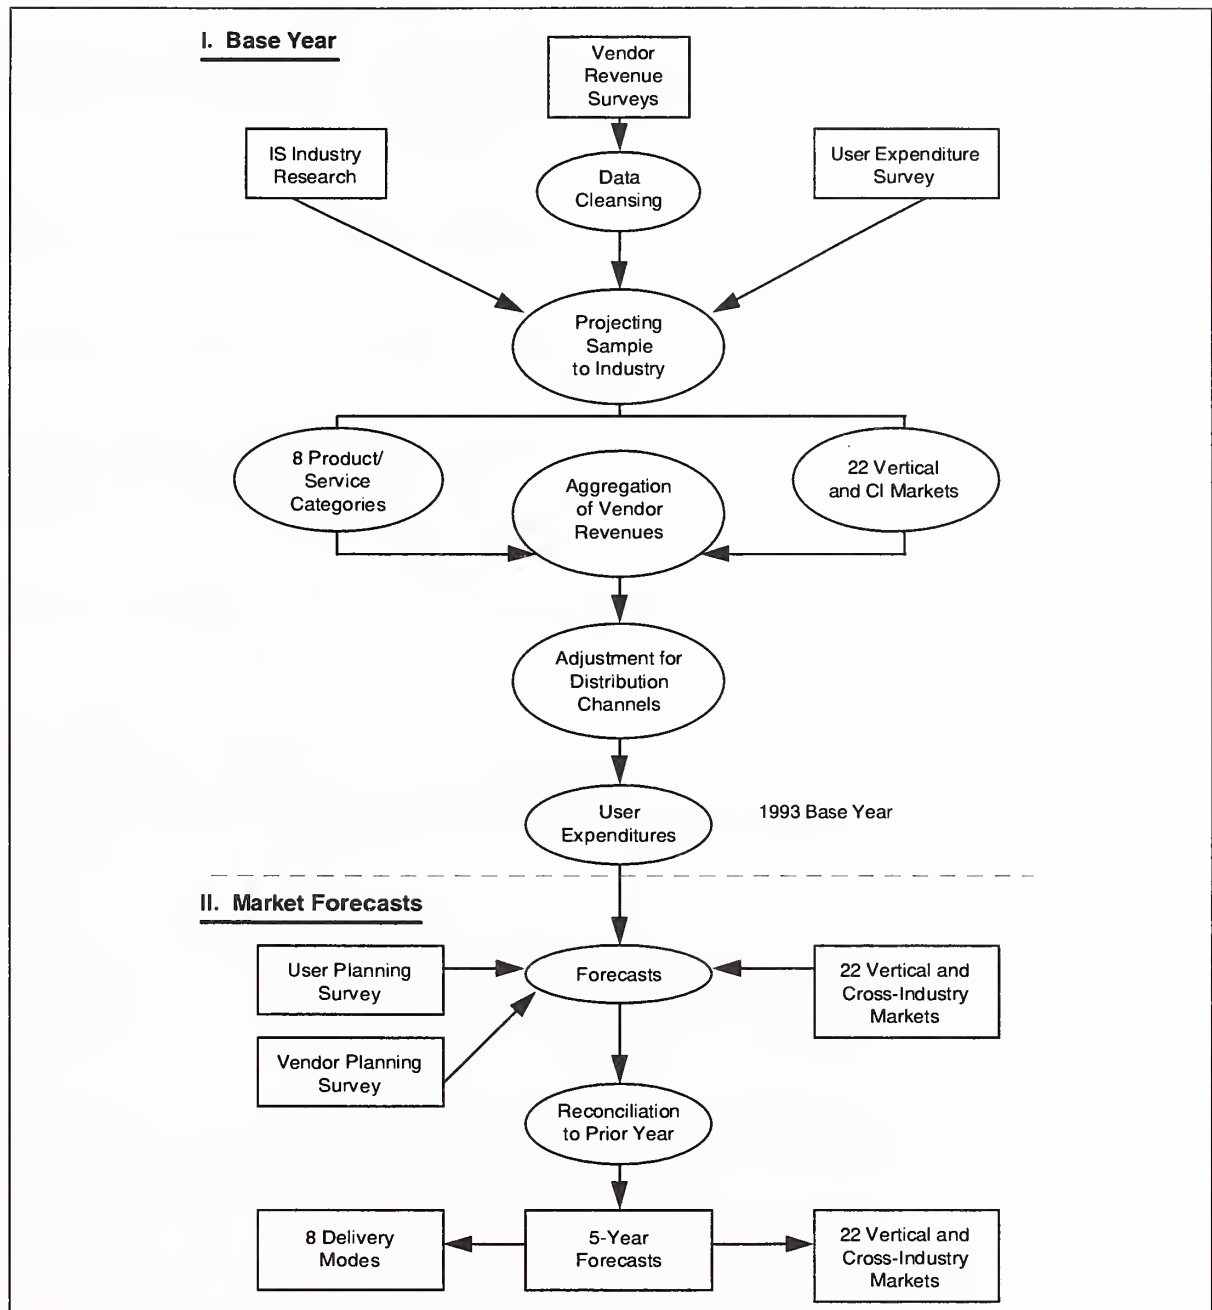 I. Base Year
Vendor
Revenue
Surveys
IS Industry
Research
Data
Cleansing
User Expenditure
Survey
Projecting
Sample
to Industry
8 Product/
Service
Categories
Aggregation
of Vendor
Revenues
22 Vertical
and CI Markets
Adjustment for
Distribution
Channels
User
Expenditures
1993 Base Year
II. Market Forecasts
User Planning
Survey
Forecasts
22 Vertical and
Cross-Industry
Markets
Vendor Planning
Survey
Reconciliation
to Prior Year
8 Delivery
Modes
5-Year
Forecasts
22 Vertical and
Cross-Industry
Markets